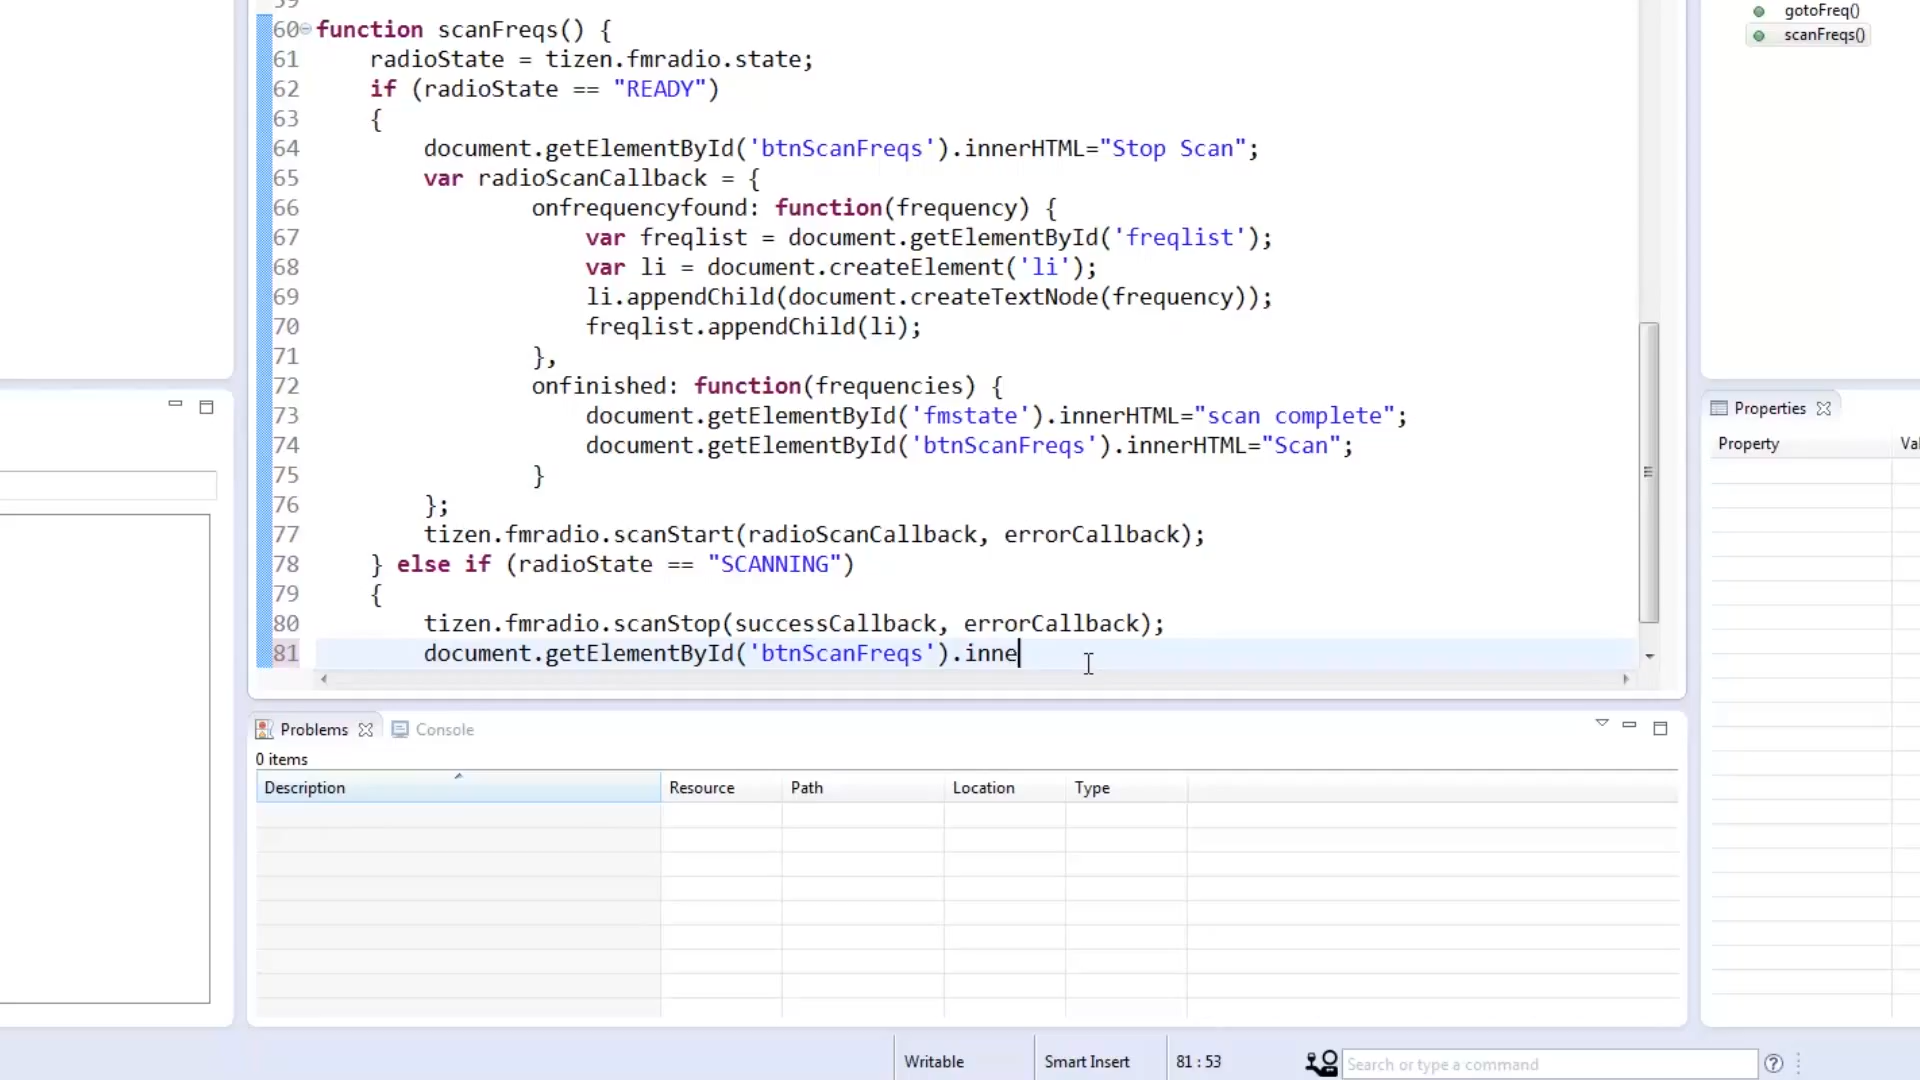 59
60 function scanFreqs() {
61 radioState = tizen.fmradio.state;
62 if (radioState == "READY")
63 {
64 document.getElementById('btnScanFreqs').innerHTML="Stop Scan";
65 var radioScanCallback = {
66 onfrequencyfound: function(frequency) {
67 var freqlist = document.getElementById('freqlist');
68 var li = document.createElement('li');
69 li.appendChild(document.createTextNode(frequency));
70 freqlist.appendChild(li);
71 },
72 onfinished: function(frequencies) {
73 document.getElementById('fmstate').innerHTML="scan complete";
74 document.getElementById('btnScanFreqs').innerHTML="Scan";
75 }
76 };
77 tizen.fmradio.scanStart(radioScanCallback, errorCallback);
78 } else if (radioState == "SCANNING")
79 {
80 tizen.fmradio.scanStop(successCallback, errorCallback);
81 document.getElementById('btnScanFreqs').inne
gotoFreq()
scanFreqs()
Properties
Property
Problems Console
0 items
Description Resource Path Location Type
Writable Smart Insert 81 : 53 Search or type a command